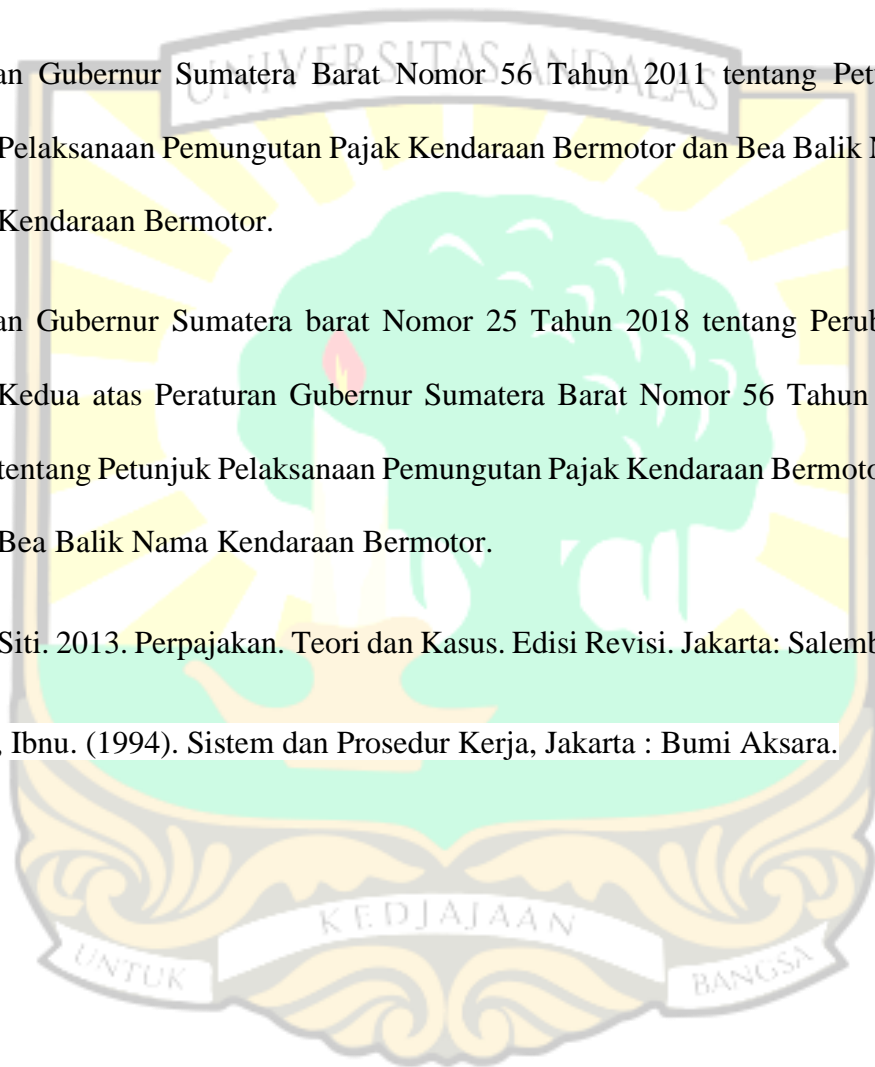 UNIVERSITAS ANDALAS
an Gubernur Sumatera Barat Nomor 56 Tahun 2011 tentang Pet
Pelaksanaan Pemungutan Pajak Kendaraan Bermotor dan Bea Balik
Kendaraan Bermotor.
an Gubernur Sumatera barat Nomor 25 Tahun 2018 tentang Perub
Kedua atas Peraturan Gubernur Sumatera Barat Nomor 56 Tahun
tentang Petunjuk Pelaksanaan Pemungutan Pajak Kendaraan Bermoto
Bea Balik Nama Kendaraan Bermotor.
Siti. 2013. Perpajakan. Teori dan Kasus. Edisi Revisi. Jakarta: Salemb
, Ibnu. (1994). Sistem dan Prosedur Kerja, Jakarta : Bumi Aksara.
UNTUK KEDJAJAAN BANGSA